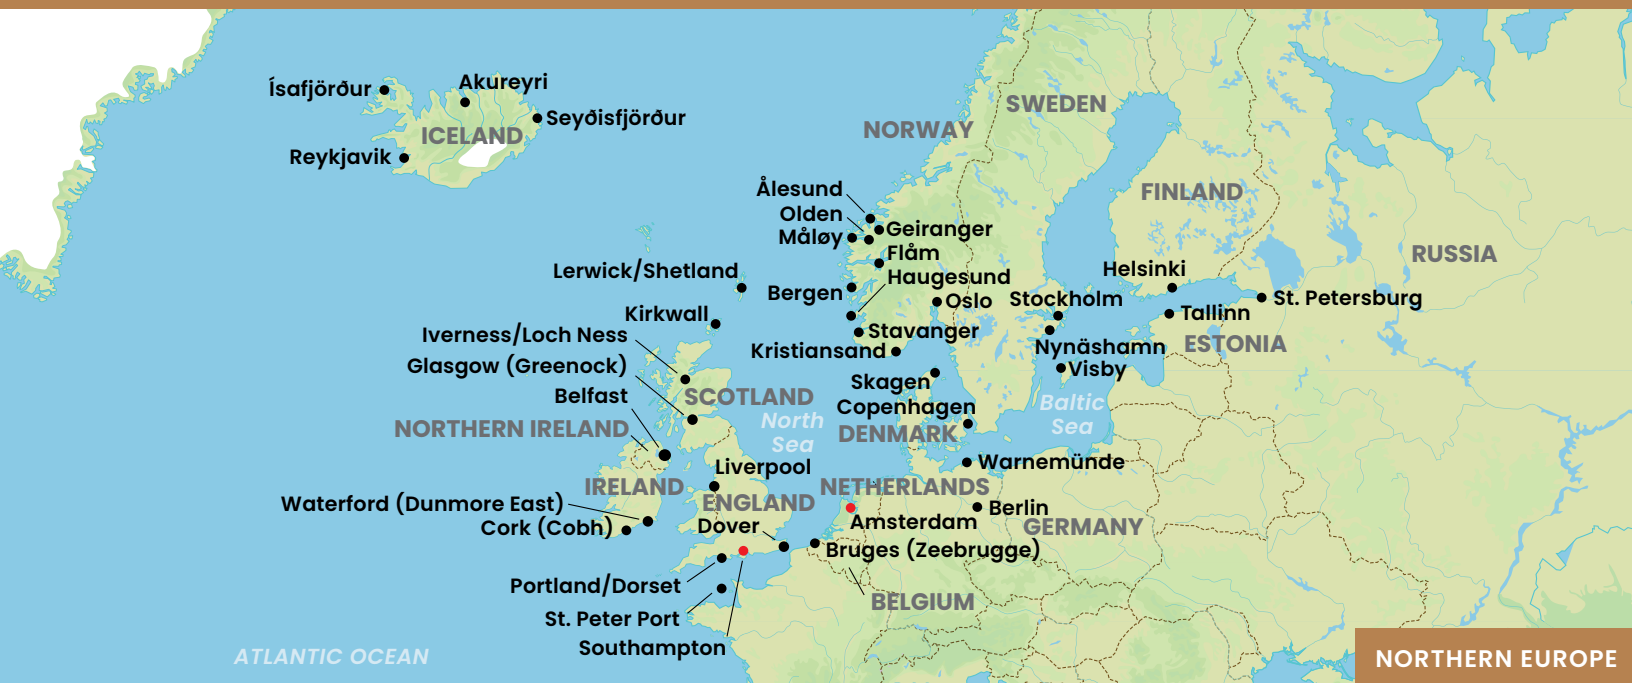 Ísafjörður
Akureyri
Seyðisfjörður
ICELAND
Reykjavik
SWEDEN
NORWAY
FINLAND
RUSSIA
Ålesund
Olden
Måløy
Geiranger
Flåm
Haugesund
Bergen
Oslo
Stavanger
Kristiansand
Lerwick/Shetland
Kirkwall
Iverness/Loch Ness
Glasgow (Greenock)
Belfast
SCOTLAND
NORTHERN IRELAND
North
Sea
Helsinki
Stockholm
St. Petersburg
Tallinn
Nynäshamn
ESTONIA
Visby
Skagen
Copenhagen
DENMARK
Baltic
Sea
Warnemünde
Liverpool
IRELAND
ENGLAND
NETHERLANDS
Waterford (Dunmore East)
Cork (Cobh)
Dover
Amsterdam
Berlin
GERMANY
Bruges (Zeebrugge)
Portland/Dorset
St. Peter Port
Southampton
BELGIUM
ATLANTIC OCEAN
NORTHERN EUROPE